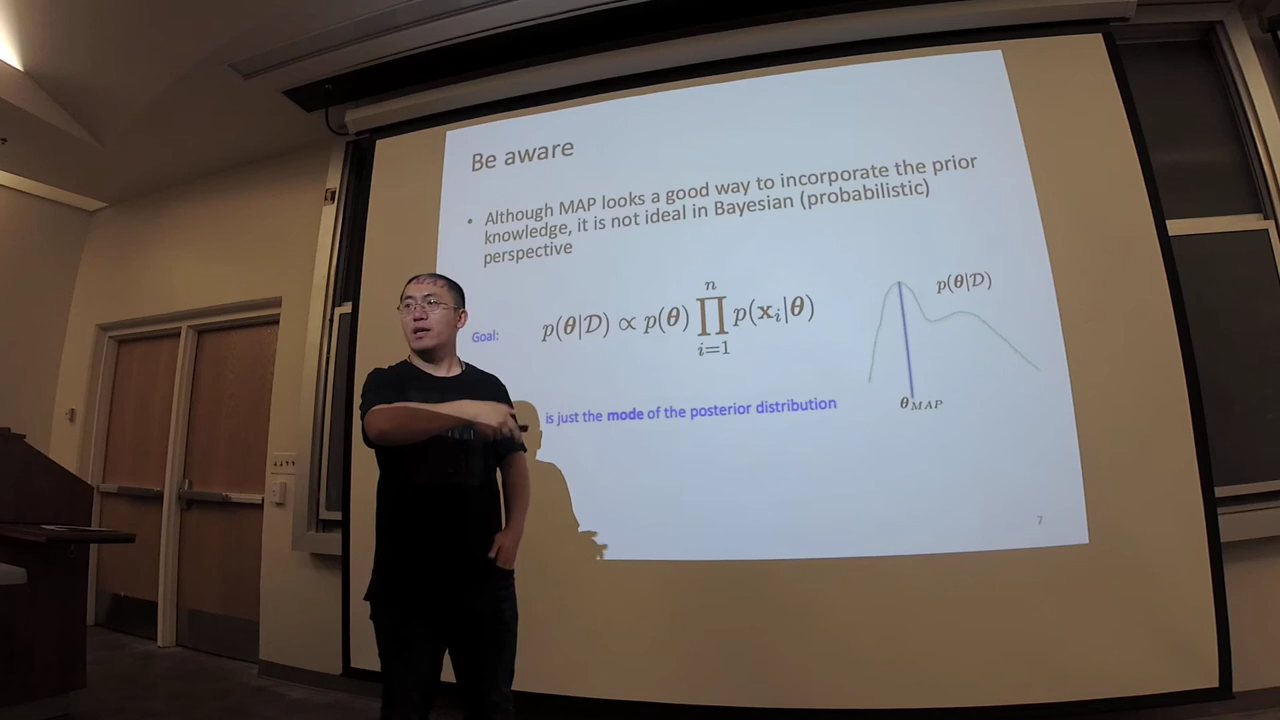 Be aware
• Although MAP looks a good way to incorporate the prior
knowledge, it is not ideal in Bayesian (probabilistic)
perspective
Goal: p(θ|𝒟) ∝ p(θ) ∏_{i=1}^{n} p(x_i|θ)
p(θ|𝒟)
θ_MAP
is just the mode of the posterior distribution
7